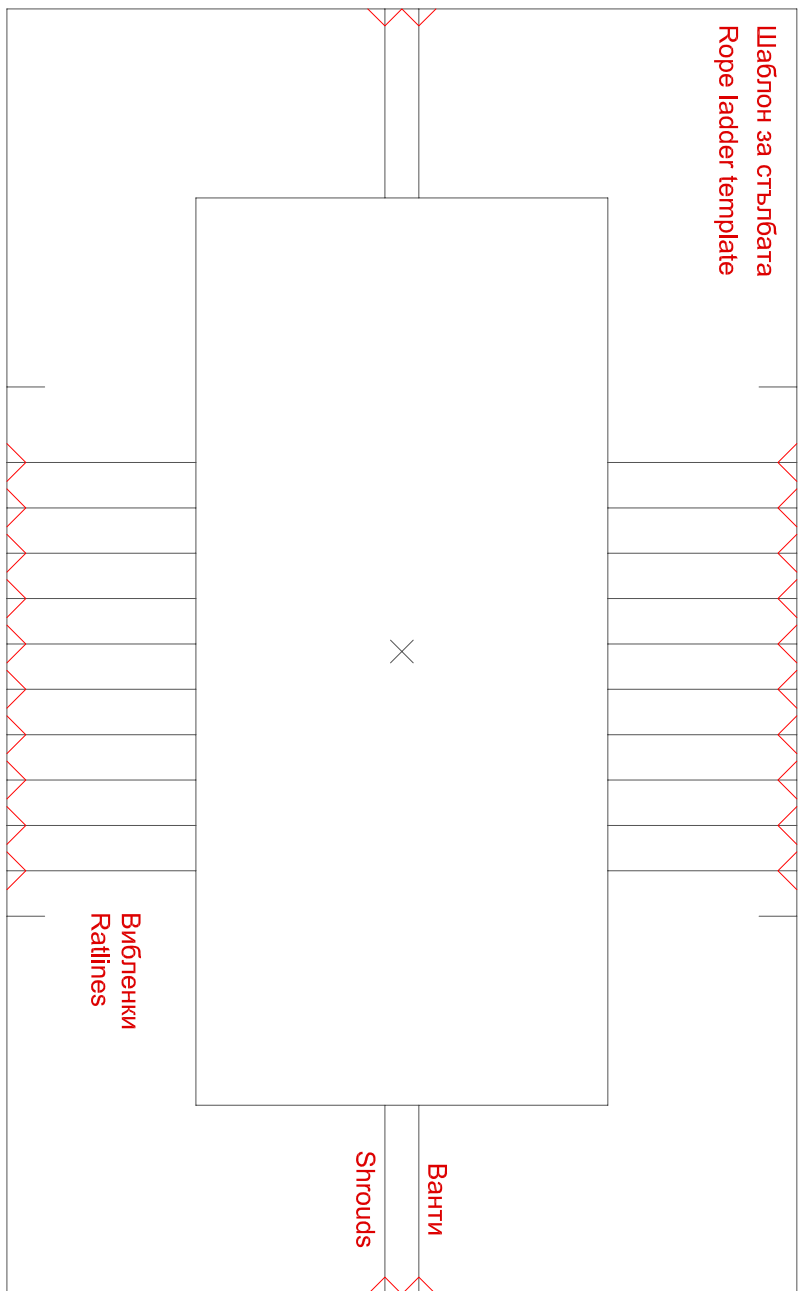 Шаблон за стълбата
Rope ladder template
Вибленки
Ratlines
Ванти
Shrouds